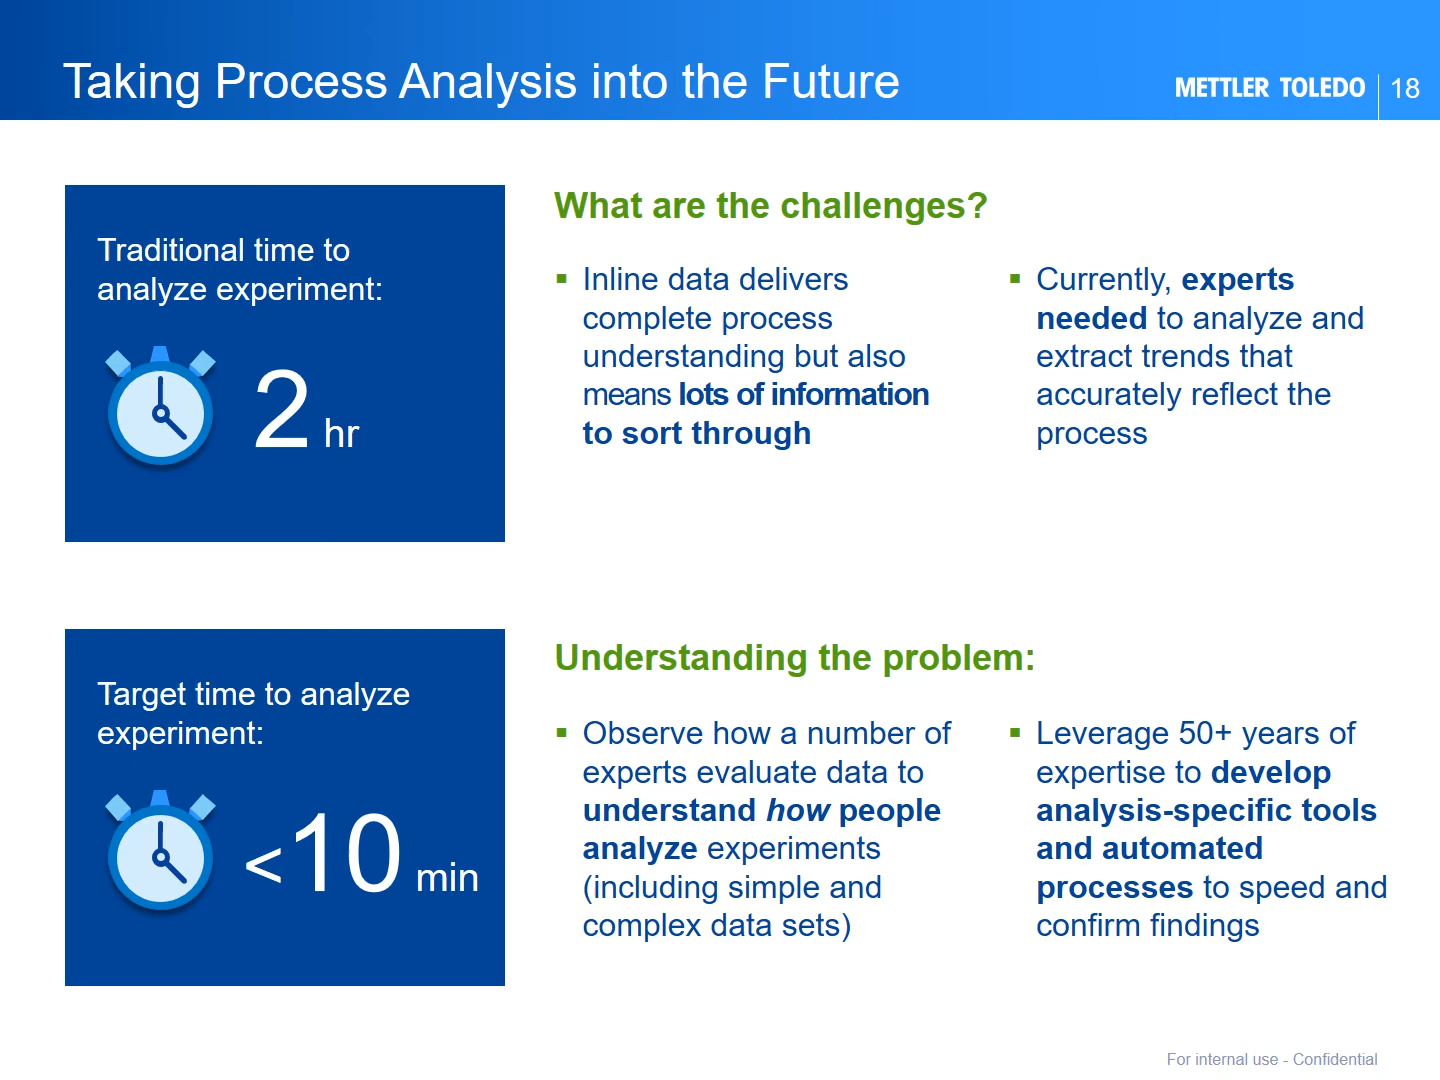 Taking Process Analysis into the Future
METTLER TOLEDO
18
Traditional time to
analyze experiment:
2 hr
What are the challenges?
▪ Inline data delivers
complete process
understanding but also
means lots of information
to sort through
▪ Currently, experts
needed to analyze and
extract trends that
accurately reflect the
process
Target time to analyze
experiment:
<10 min
Understanding the problem:
▪ Observe how a number of
experts evaluate data to
understand how people
analyze experiments
(including simple and
complex data sets)
▪ Leverage 50+ years of
expertise to develop
analysis-specific tools
and automated
processes to speed and
confirm findings
For internal use - Confidential